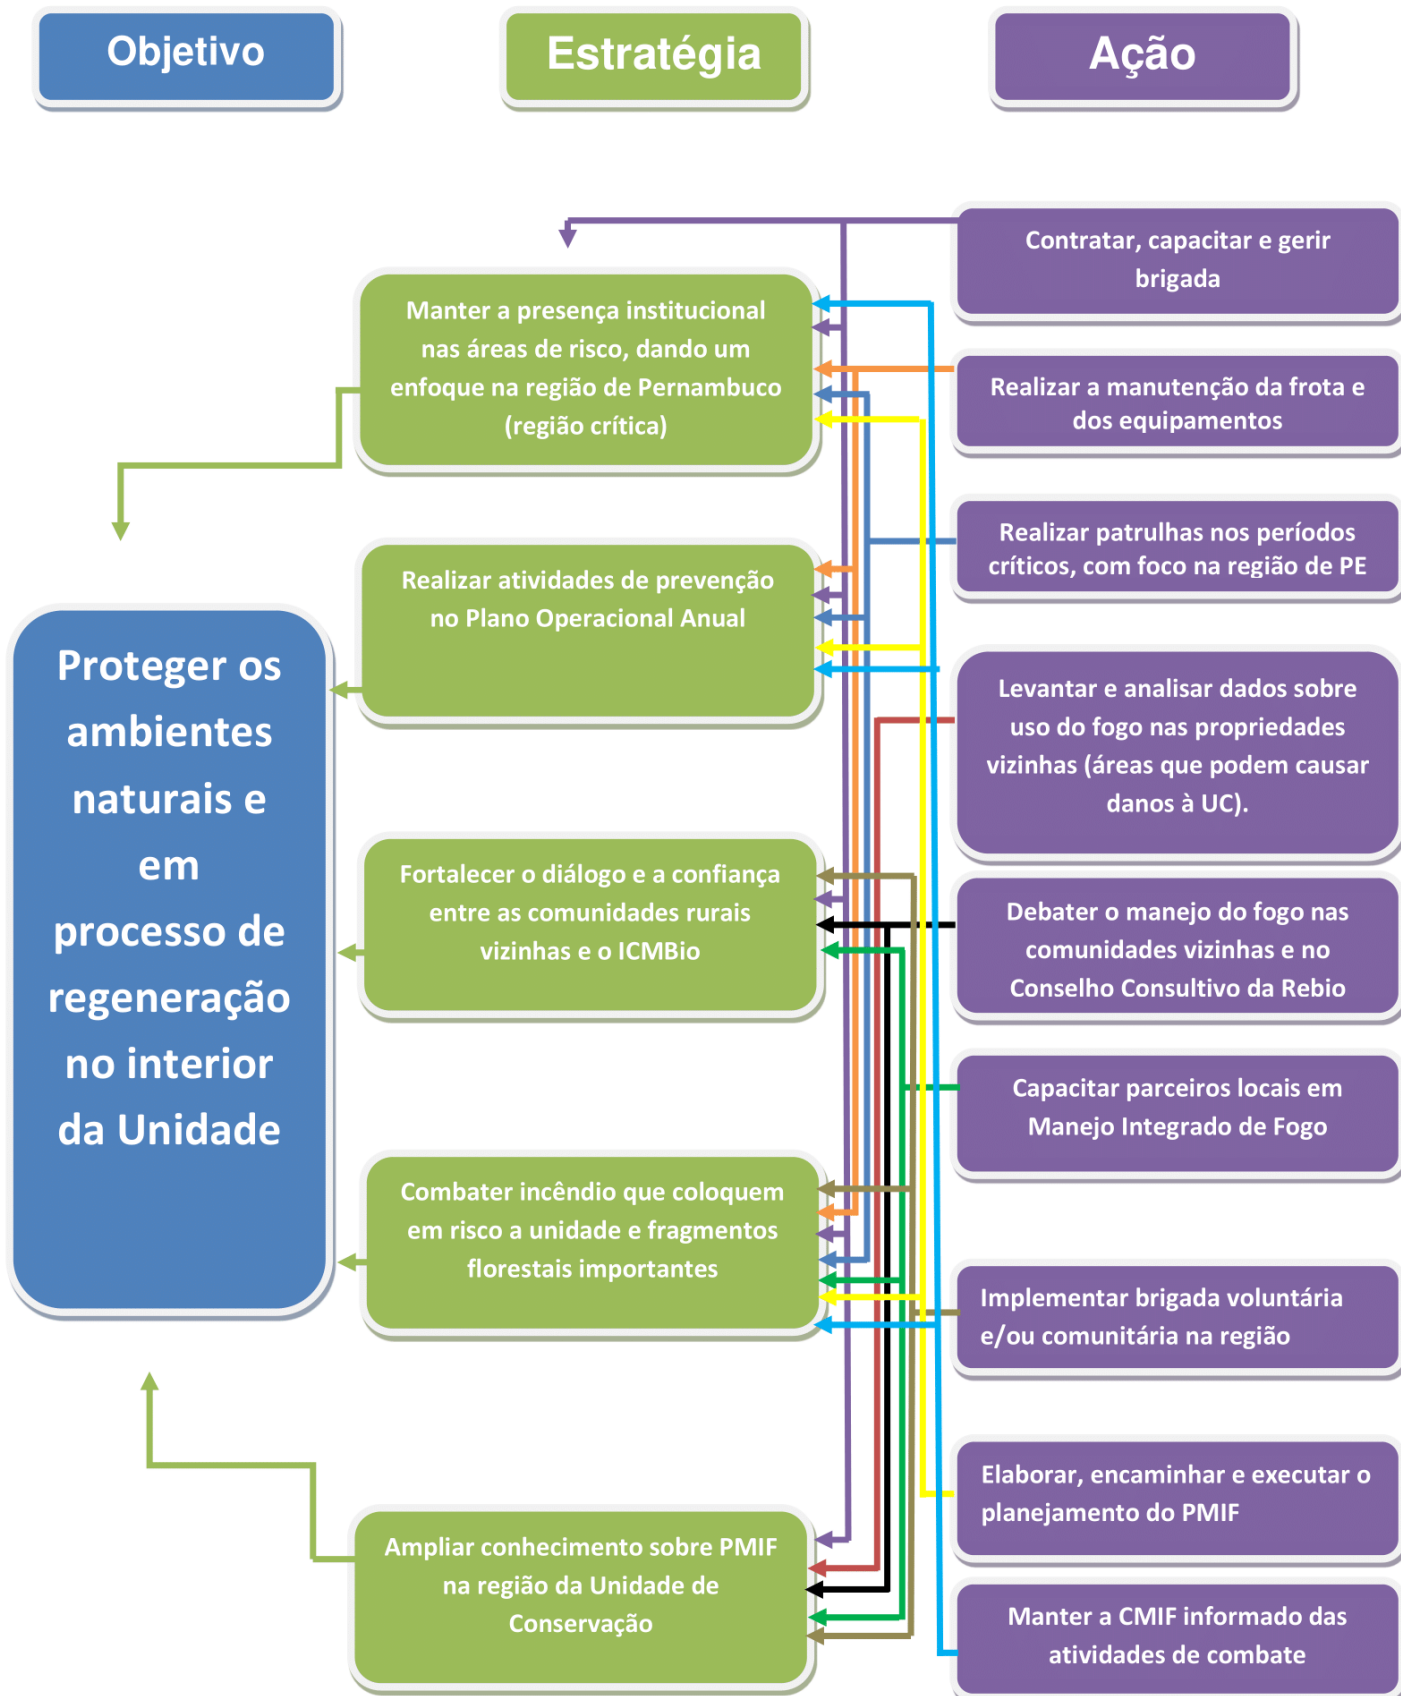 Objetivo
Estratégia
Ação
Contratar, capacitar e gerir
brigada
Manter a presença institucional
nas áreas de risco, dando um
enfoque na região de Pernambuco
(região crítica)
Realizar a manutenção da frota e
dos equipamentos
Realizar patrulhas nos períodos
críticos, com foco na região de PE
Realizar atividades de prevenção
no Plano Operacional Anual
Proteger os
ambientes
naturais e
em
processo de
regeneração
no interior
da Unidade
Levantar e analisar dados sobre
uso do fogo nas propriedades
vizinhas (áreas que podem causar
danos à UC).
Fortalecer o diálogo e a confiança
entre as comunidades rurais
vizinhas e o ICMBio
Debater o manejo do fogo nas
comunidades vizinhas e no
Conselho Consultivo da Rebio
Capacitar parceiros locais em
Manejo Integrado de Fogo
Combater incêndio que coloquem
em risco a unidade e fragmentos
florestais importantes
Implementar brigada voluntária
e/ou comunitária na região
Elaborar, encaminhar e executar o
planejamento do PMIF
Ampliar conhecimento sobre PMIF
na região da Unidade de
Conservação
Manter a CMIF informado das
atividades de combate